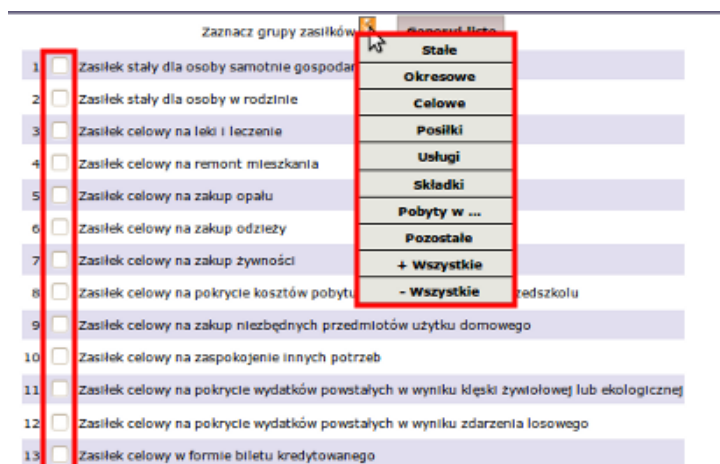 Zaznacz grupy zasiłków Generuj listę
Stałe
Okresowe
Celowe
Posiłki
Usługi
Składki
Pobyty w ...
Pozostałe
+ Wszystkie
- Wszystkie
1 Zasiłek stały dla osoby samotnie
2 Zasiłek stały dla osoby w rodzinie
3 Zasiłek celowy na leki i leczenie
4 Zasiłek celowy na remont mieszkania
5 Zasiłek celowy na zakup opału
6 Zasiłek celowy na zakup odzieży
7 Zasiłek celowy na zakup żywności
8 Zasiłek celowy na pokrycie kosztów pobytu
9 Zasiłek celowy na zakup niezbędnych przedmiotów użytku domowego
10 Zasiłek celowy na zaspokojenie innych potrzeb
11 Zasiłek celowy na pokrycie wydatków powstałych w wyniku klęski żywiołowej lub ekologicznej
12 Zasiłek celowy na pokrycie wydatków powstałych w wyniku zdarzenia losowego
13 Zasiłek celowy w formie biletu kredytowanego